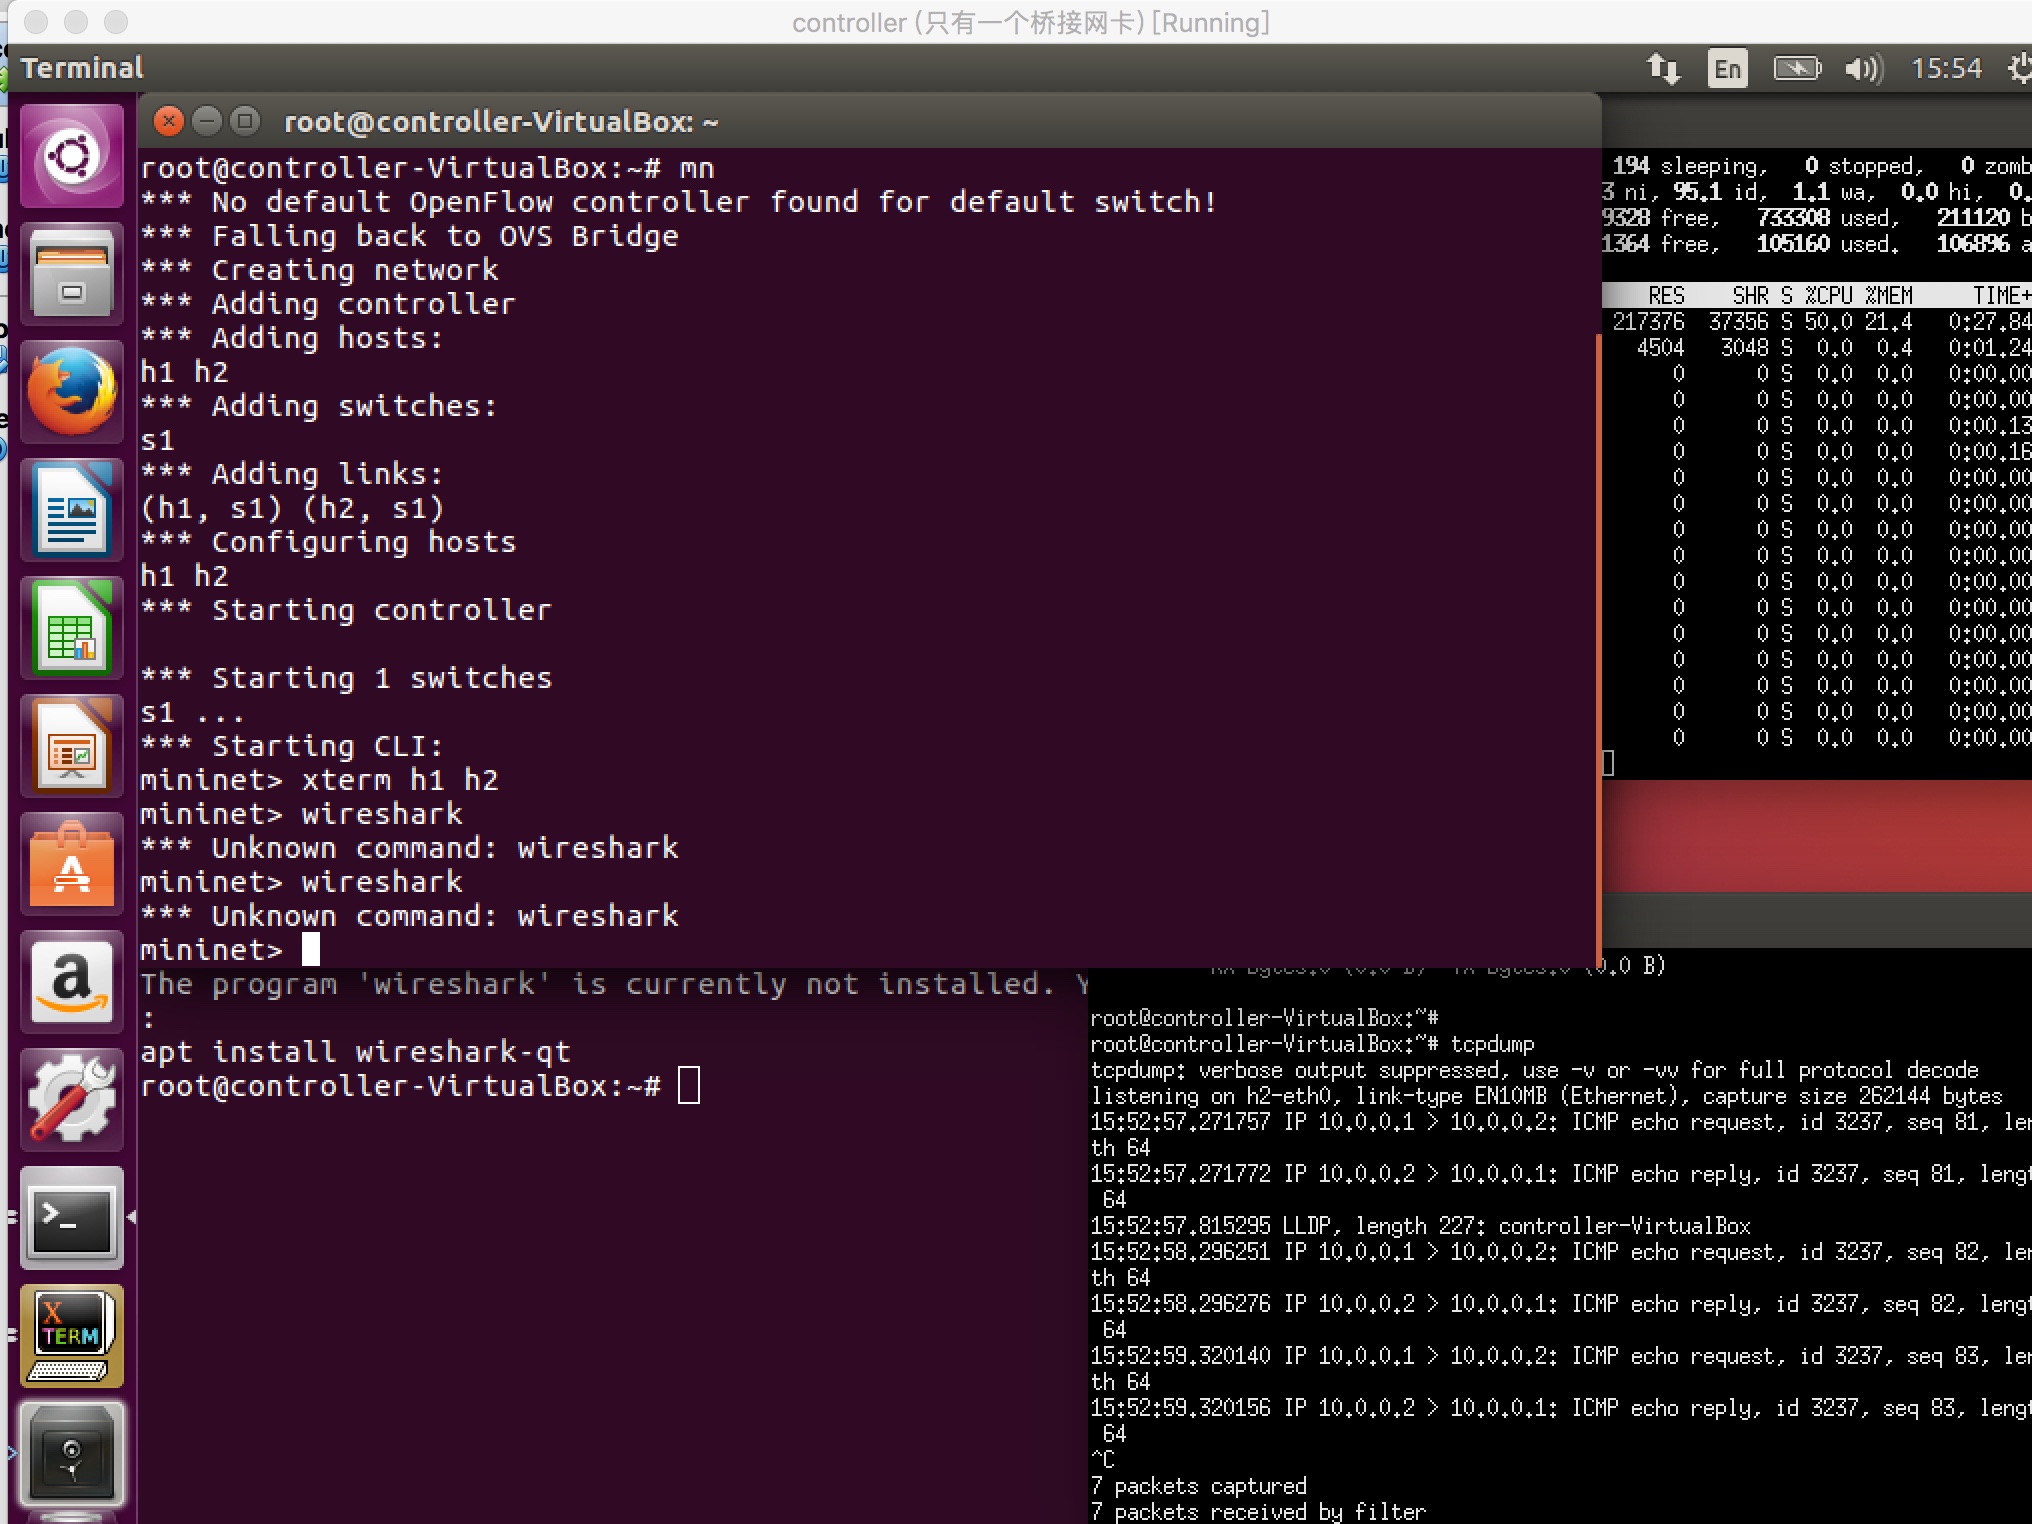 controller (只有一个桥接网卡) [Running]
Terminal
En
15:54
root@controller-VirtualBox: ~
root@controller-VirtualBox:~# mn
*** No default OpenFlow controller found for default switch!
*** Falling back to OVS Bridge
*** Creating network
*** Adding controller
*** Adding hosts:
h1 h2
*** Adding switches:
s1
*** Adding links:
(h1, s1) (h2, s1)
*** Configuring hosts
h1 h2
*** Starting controller
*** Starting 1 switches
s1 ...
*** Starting CLI:
mininet> xterm h1 h2
mininet> wireshark
*** Unknown command: wireshark
mininet> wireshark
*** Unknown command: wireshark
mininet>
The program 'wireshark' is currently not installed. Y
:
apt install wireshark-qt
root@controller-VirtualBox:~#
194 sleeping, 0 stopped, 0 zomb
3 ni, 95.1 id, 1.1 wa, 0.0 hi, 0.
9328 free, 733308 used, 211120 b
1364 free, 105160 used. 106896 a
RES SHR S %CPU %MEM TIME+
217376 37356 S 50.0 21.4 0:27.84
4504 3048 S 0.0 0.4 0:01.24
0 0 S 0.0 0.0 0:00.00
0 0 S 0.0 0.0 0:00.00
0 0 S 0.0 0.0 0:00.13
0 0 S 0.0 0.0 0:00.16
0 0 S 0.0 0.0 0:00.00
0 0 S 0.0 0.0 0:00.00
0 0 S 0.0 0.0 0:00.00
0 0 S 0.0 0.0 0:00.00
0 0 S 0.0 0.0 0:00.00
0 0 S 0.0 0.0 0:00.00
0 0 S 0.0 0.0 0:00.00
0 0 S 0.0 0.0 0:00.00
0 0 S 0.0 0.0 0:00.00
0 0 S 0.0 0.0 0:00.00
0 0 S 0.0 0.0 0:00.00
RX bytes:0 (0.0 B) TX bytes:0 (0.0 B)
root@controller-VirtualBox:~#
root@controller-VirtualBox:~# tcpdump
tcpdump: verbose output suppressed, use -v or -vv for full protocol decode
listening on h2-eth0, link-type EN10MB (Ethernet), capture size 262144 bytes
15:52:57.271757 IP 10.0.0.1 > 10.0.0.2: ICMP echo request, id 3237, seq 81, len
th 64
15:52:57.271772 IP 10.0.0.2 > 10.0.0.1: ICMP echo reply, id 3237, seq 81, lengt
64
15:52:57.815295 LLDP, length 227: controller-VirtualBox
15:52:58.296251 IP 10.0.0.1 > 10.0.0.2: ICMP echo request, id 3237, seq 82, len
th 64
15:52:58.296276 IP 10.0.0.2 > 10.0.0.1: ICMP echo reply, id 3237, seq 82, lengt
64
15:52:59.320140 IP 10.0.0.1 > 10.0.0.2: ICMP echo request, id 3237, seq 83, len
th 64
15:52:59.320156 IP 10.0.0.2 > 10.0.0.1: ICMP echo reply, id 3237, seq 83, lengt
64
^C
7 packets captured
7 packets received by filter
X
TERM